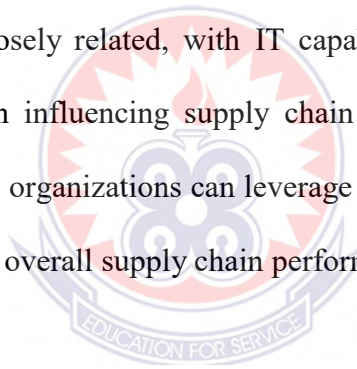 osely related, with IT capa
influencing supply chain
organizations can leverage
overall supply chain perform
EDUCATION FOR SERVICE